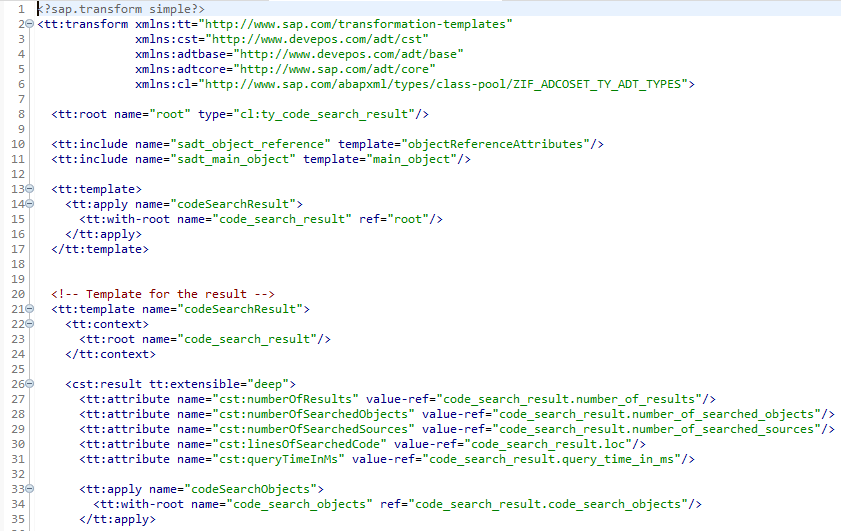 1 <?sap.transform simple?>
2 <tt:transform xmlns:tt="http://www.sap.com/transformation-templates"
3 xmlns:cst="http://www.devepos.com/adt/cst"
4 xmlns:adtbase="http://www.devepos.com/adt/base"
5 xmlns:adtcore="http://www.sap.com/adt/core"
6 xmlns:cl="http://www.sap.com/abapxml/types/class-pool/ZIF_ADCOSET_TY_ADT_TYPES">
7
8 <tt:root name="root" type="cl:ty_code_search_result"/>
9
10 <tt:include name="sadt_object_reference" template="objectReferenceAttributes"/>
11 <tt:include name="sadt_main_object" template="main_object"/>
12
13 <tt:template>
14 <tt:apply name="codeSearchResult">
15 <tt:with-root name="code_search_result" ref="root"/>
16 </tt:apply>
17 </tt:template>
18
19
20 <!-- Template for the result -->
21 <tt:template name="codeSearchResult">
22 <tt:context>
23 <tt:root name="code_search_result"/>
24 </tt:context>
25
26 <cst:result tt:extensible="deep">
27 <tt:attribute name="cst:numberOfResults" value-ref="code_search_result.number_of_results"/>
28 <tt:attribute name="cst:numberOfSearchedObjects" value-ref="code_search_result.number_of_searched_objects"/>
29 <tt:attribute name="cst:numberOfSearchedSources" value-ref="code_search_result.number_of_searched_sources"/>
30 <tt:attribute name="cst:linesOfSearchedCode" value-ref="code_search_result.loc"/>
31 <tt:attribute name="cst:queryTimeInMs" value-ref="code_search_result.query_time_in_ms"/>
32
33 <tt:apply name="codeSearchObjects">
34 <tt:with-root name="code_search_objects" ref="code_search_result.code_search_objects"/>
35 </tt:apply>